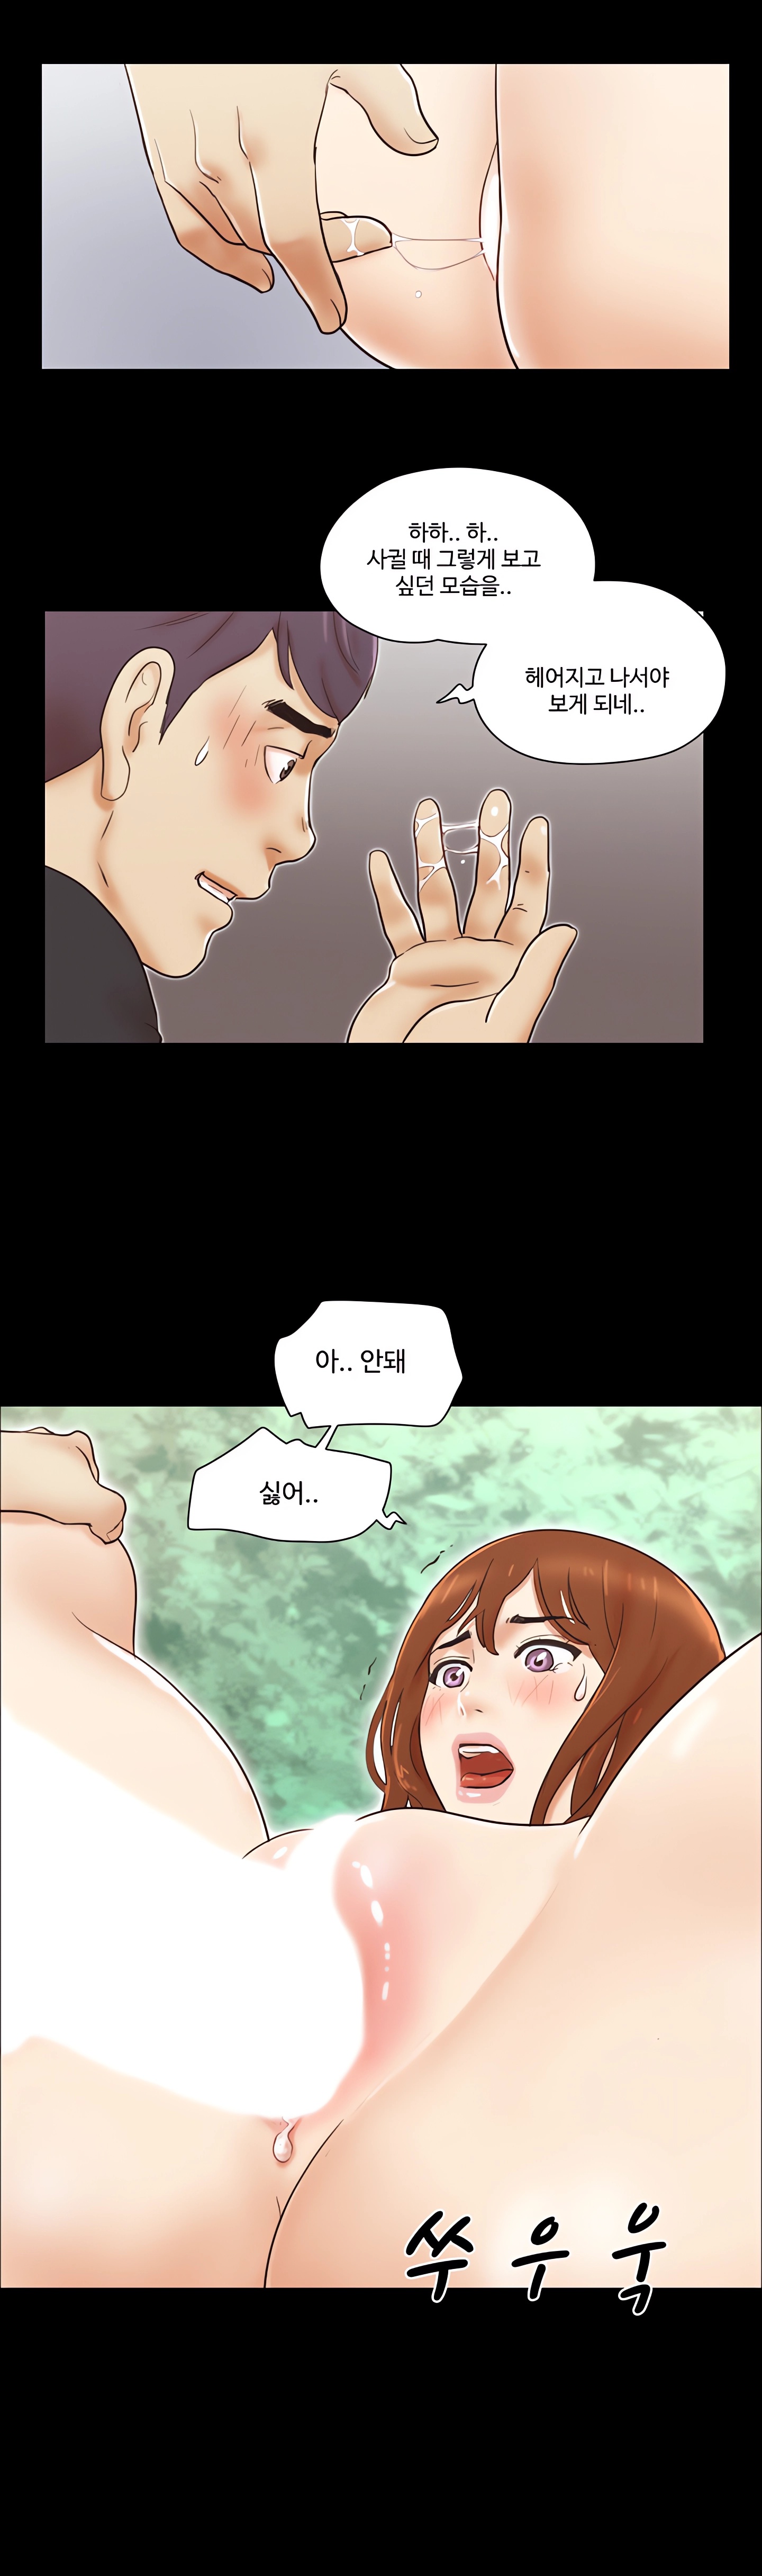 하하.. 하..
사귈 때 그렇게 보고
싶던 모습을..
헤어지고 나서야
보게 되네..
아.. 안돼
싫어..
쑤 우 욱